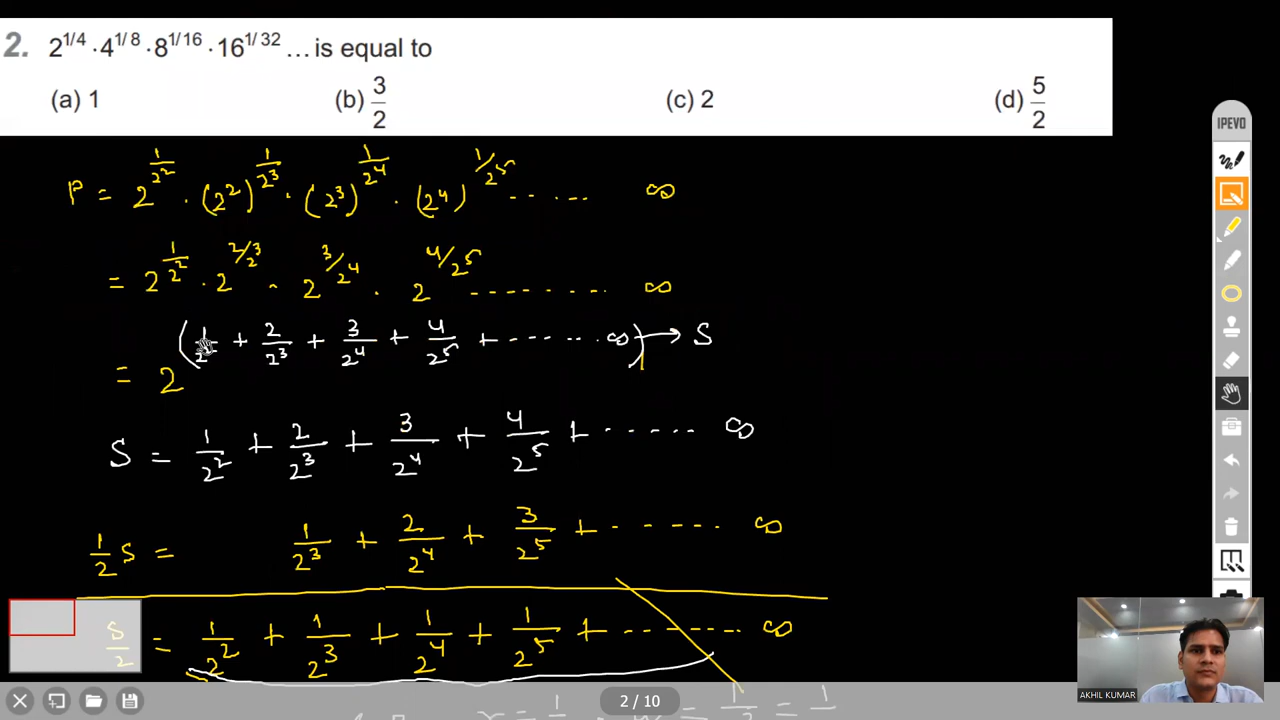 2. 2^{1/4} · 4^{1/8} · 8^{1/16} · 16^{1/32} ... is equal to
(a) 1 (b) 3/2 (c) 2 (d) 5/2
IPEVO
P = 2^{1/2^2} · (2^2)^{1/2^3} · (2^3)^{1/2^4} · (2^4)^{1/2^5} ...... ∞
= 2^{1/2^2} · 2^{2/2^3} · 2^{3/2^4} · 2^{4/2^5} ......... ∞
= 2^{(1/2^2 + 2/2^3 + 3/2^4 + 4/2^5 + ...... ∞)} → S
S = 1/2^2 + 2/2^3 + 3/2^4 + 4/2^5 + ...... ∞
1/2 S = 1/2^3 + 2/2^4 + 3/2^5 + ...... ∞
S/2 = 1/2^2 + 1/2^3 + 1/2^4 + 1/2^5 + ....... ∞
AKHIL KUMAR
2 / 10